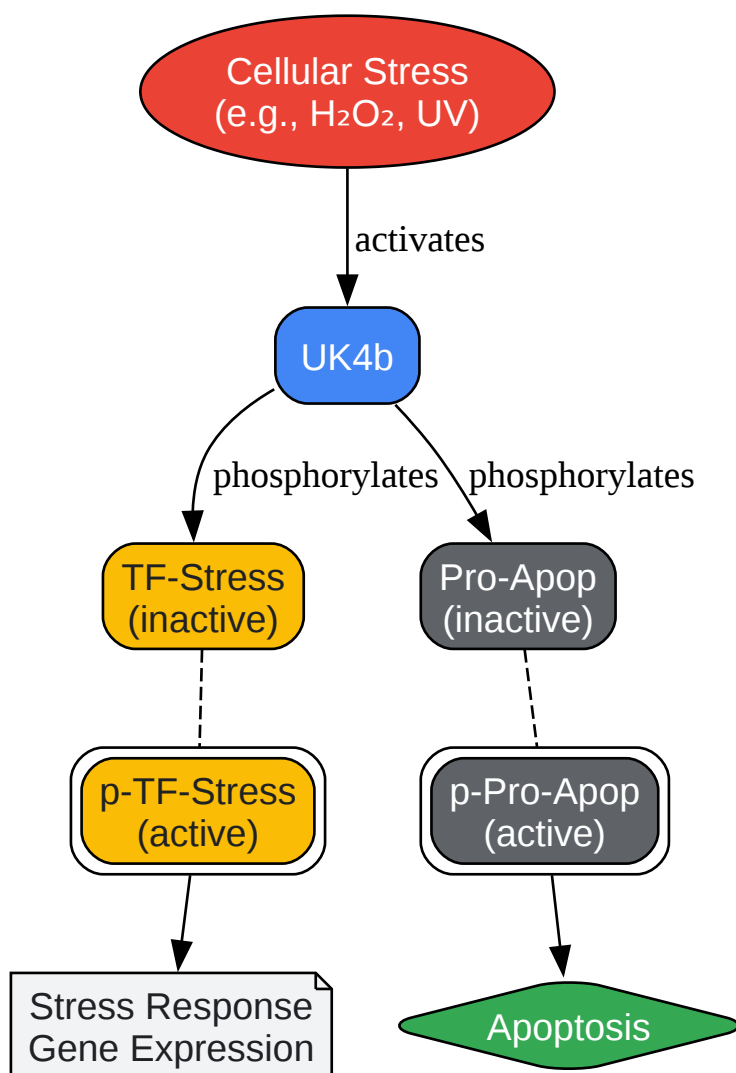 Cellular Stress
(e.g., H₂O₂, UV)
activates
UK4b
phosphorylates
phosphorylates
TF-Stress
(inactive)
Pro-Apop
(inactive)
p-TF-Stress
(active)
p-Pro-Apop
(active)
Stress Response
Gene Expression
Apoptosis